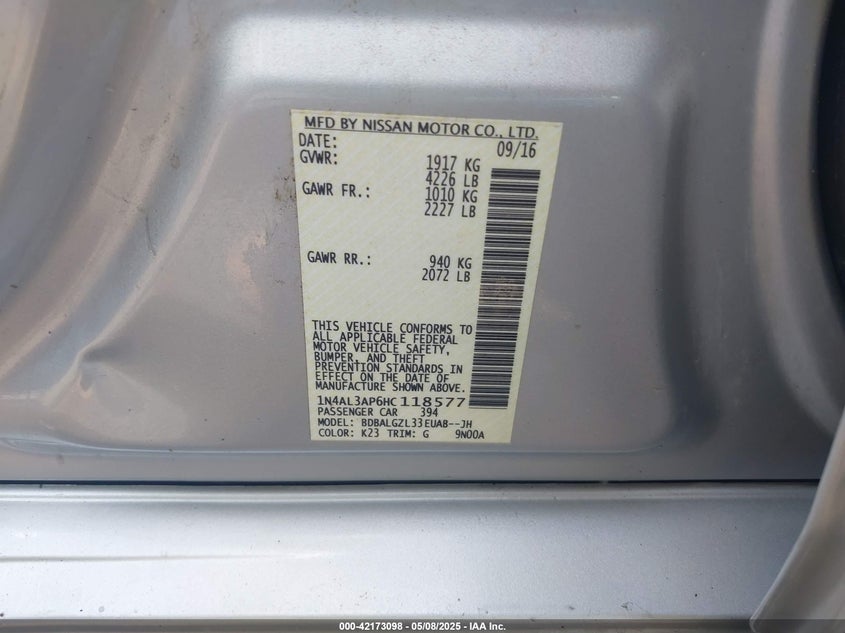 MFD BY NISSAN MOTOR CO., LTD.
DATE: 09/16
GVWR: 1917 KG
4226 LB
GAWR FR.: 1010 KG
2227 LB
GAWR RR.: 940 KG
2072 LB
THIS VEHICLE CONFORMS TO
ALL APPLICABLE FEDERAL
MOTOR VEHICLE SAFETY,
BUMPER, AND THEFT
PREVENTION STANDARDS IN
EFFECT ON THE DATE OF
MANUFACTURE SHOWN ABOVE.
1N4AL3AP6HC118577
PASSENGER CAR 394
MODEL: BDBALGZL33EUAB--JH
COLOR: K23 TRIM: G 9N00A
000-42173098 - 05/08/2025 - IAA Inc.